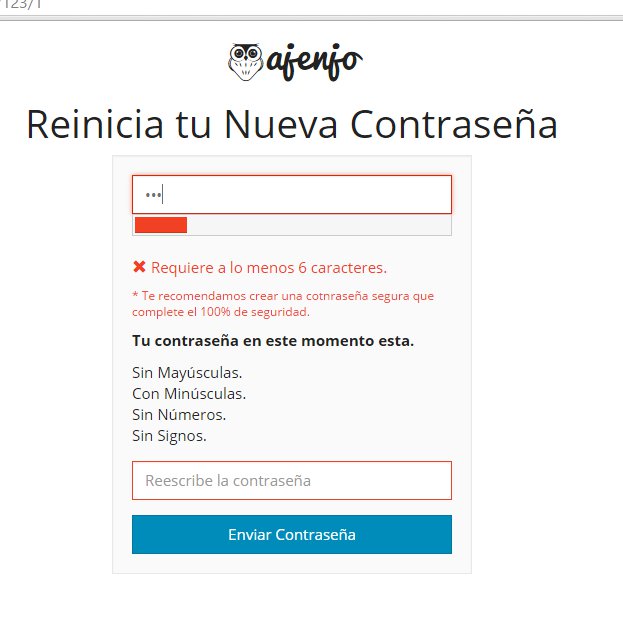 123/1
ajenjo
Reinicia tu Nueva Contraseña
•••
✖ Requiere a lo menos 6 caracteres.
* Te recomendamos crear una cotnraseña segura que
complete el 100% de seguridad.
Tu contraseña en este momento esta.
Sin Mayúsculas.
Con Minúsculas.
Sin Números.
Sin Signos.
Reescribe la contraseña
Enviar Contraseña